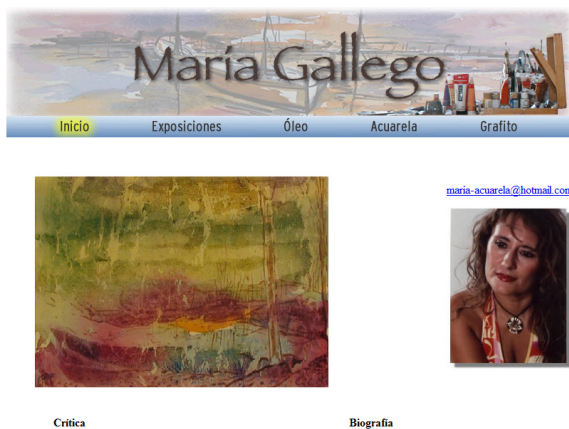 María Gallego
Inicio Exposiciones Óleo Acuarela Grafito
maria-acuarela@hotmail.com
Crítica Biografía